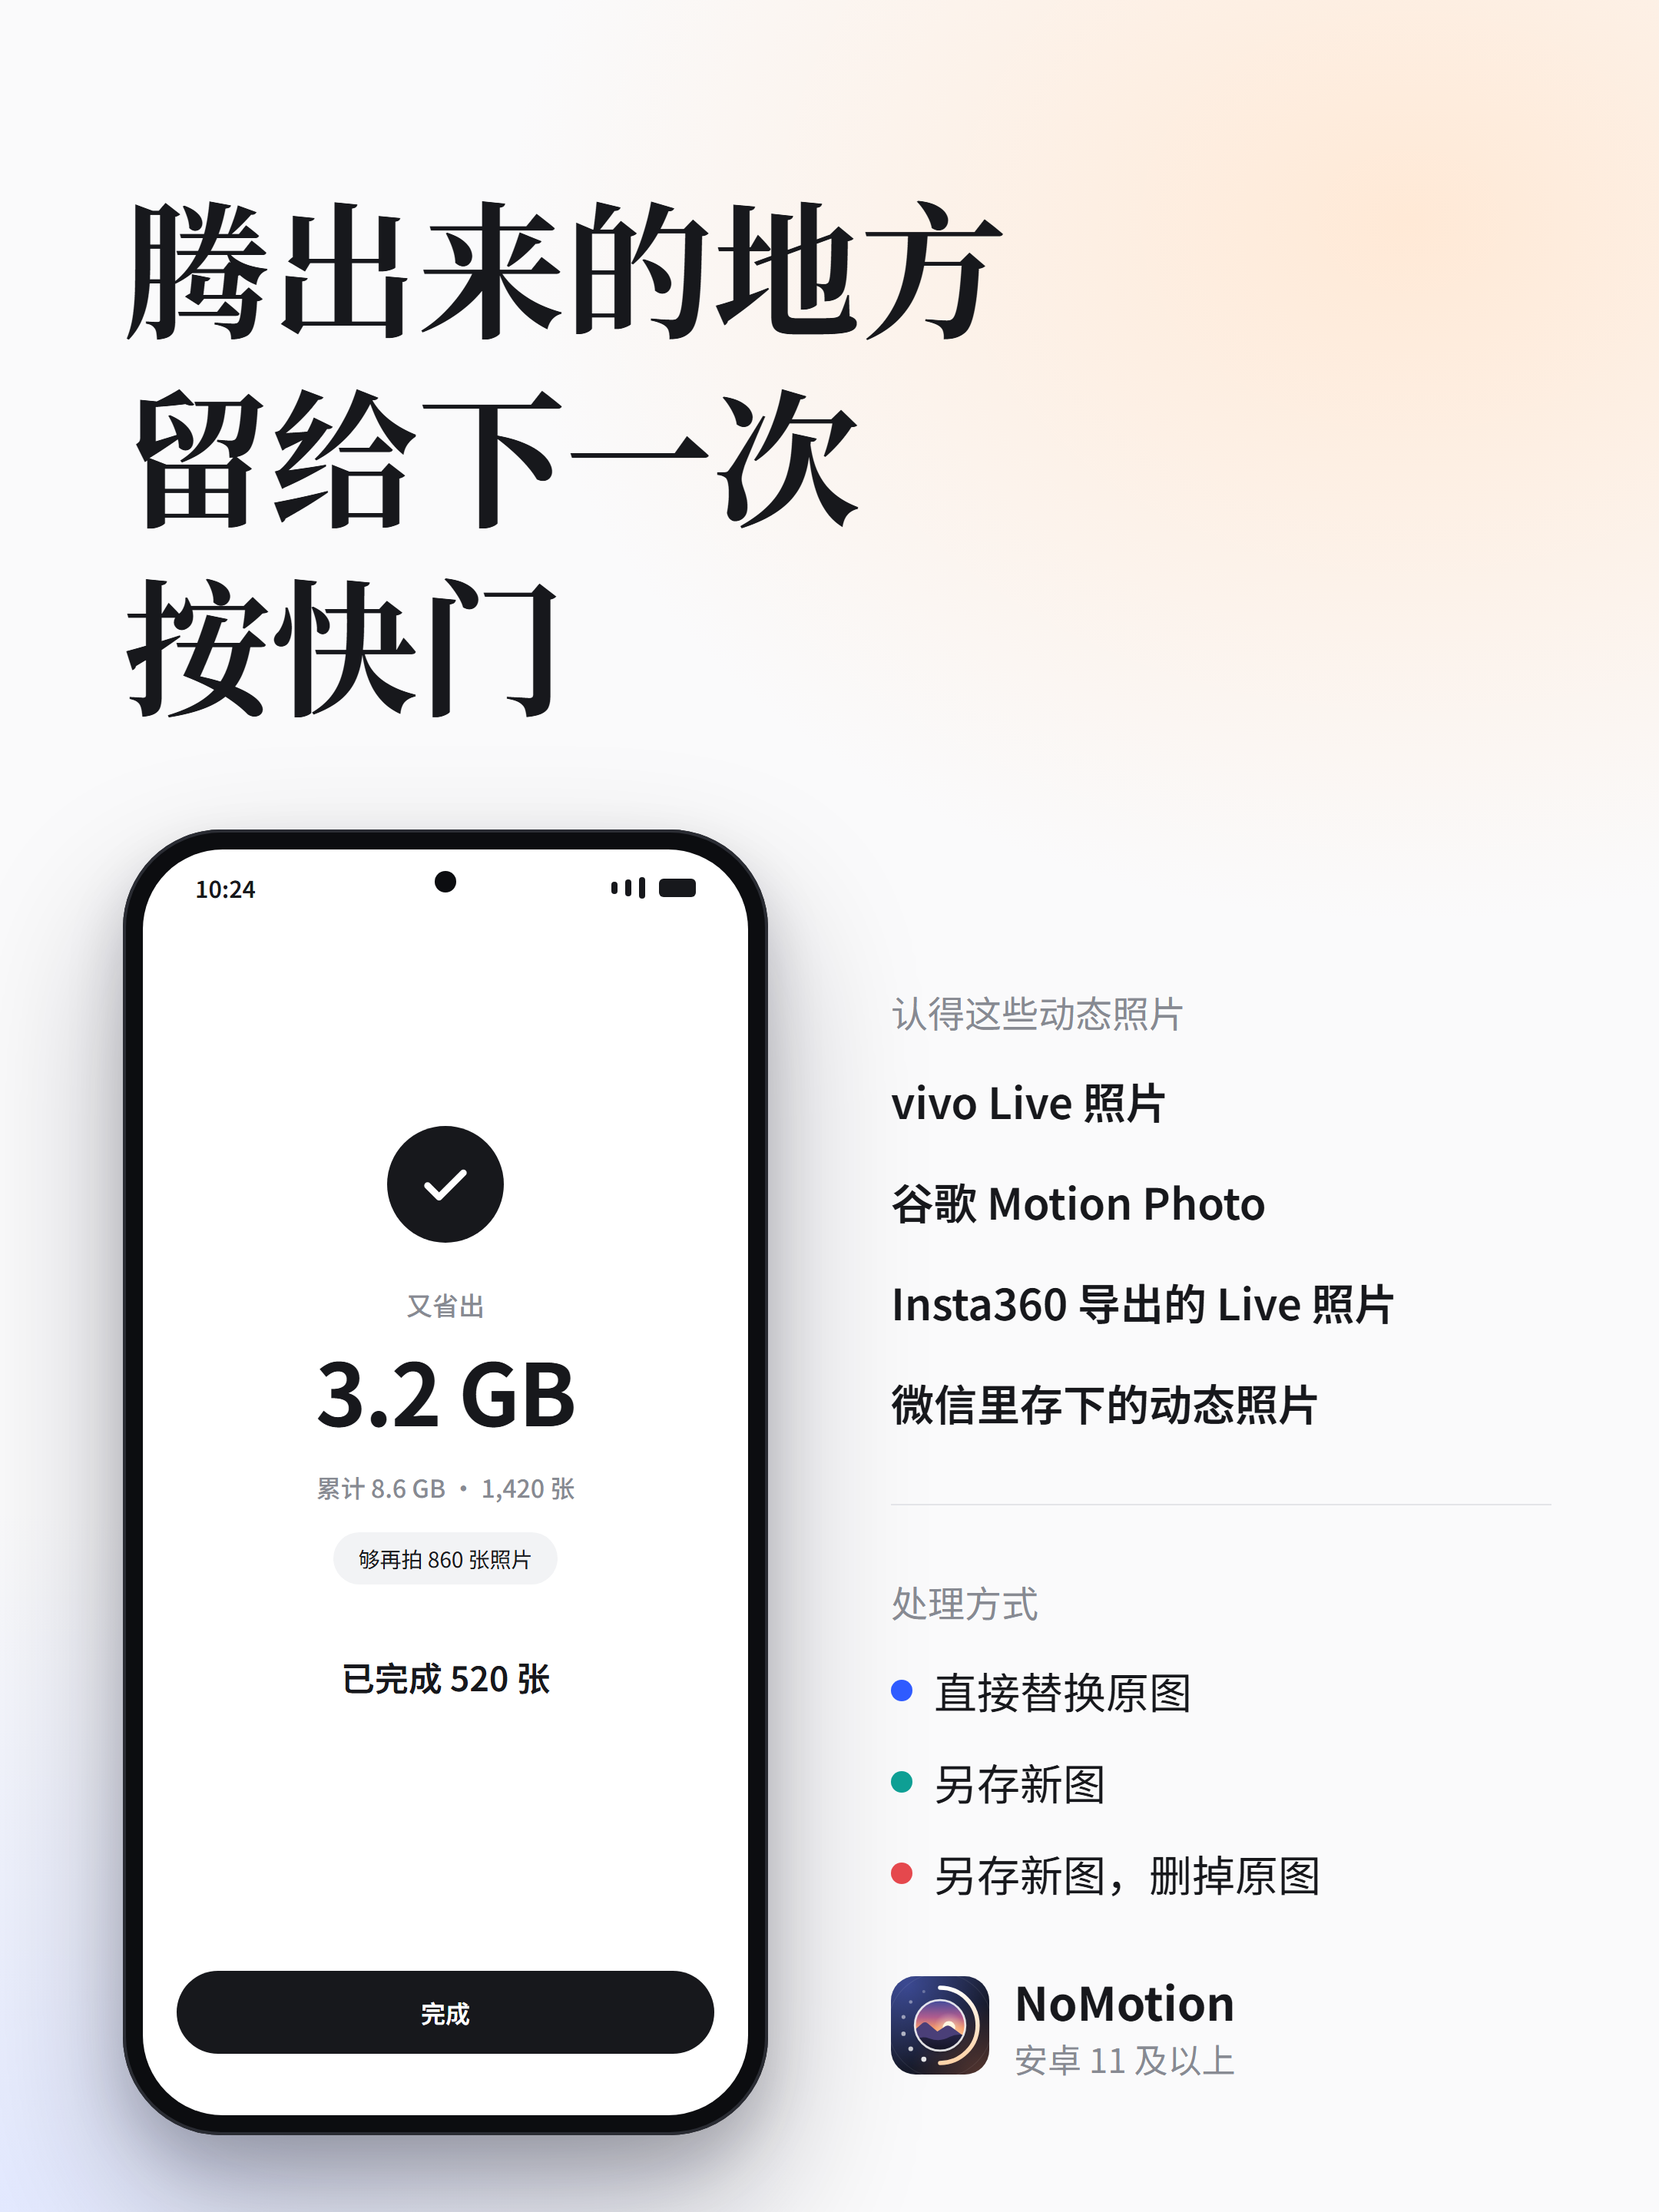 腾出来的地方
留给下一次
按快门
10:24
又省出
3.2 GB
累计 8.6 GB · 1,420 张
够再拍 860 张照片
已完成 520 张
完成
认得这些动态照片
vivo Live 照片
谷歌 Motion Photo
Insta360 导出的 Live 照片
微信里存下的动态照片
处理方式
直接替换原图
另存新图
另存新图，删掉原图
NoMotion
安卓 11 及以上